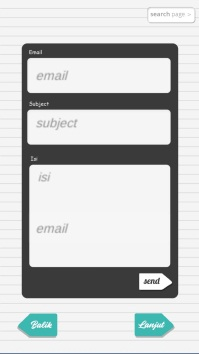 search page >
Email
email
Subject
subject
Isi
isi
email
send
Balik
Lanjut